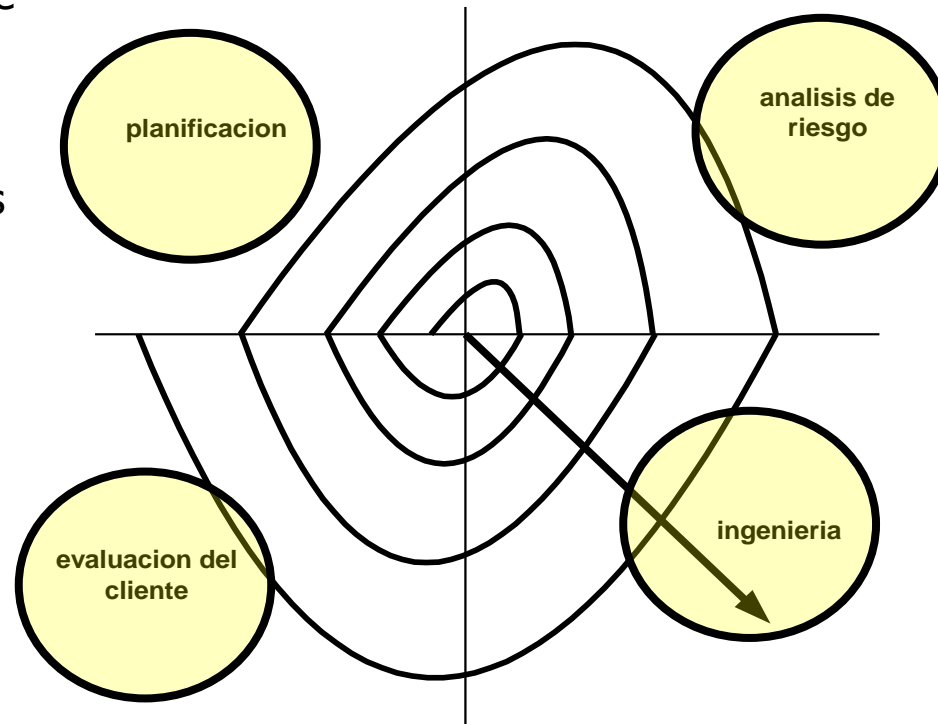 planificacion
analisis de
riesgo
s
evaluacion del
cliente
ingenieria